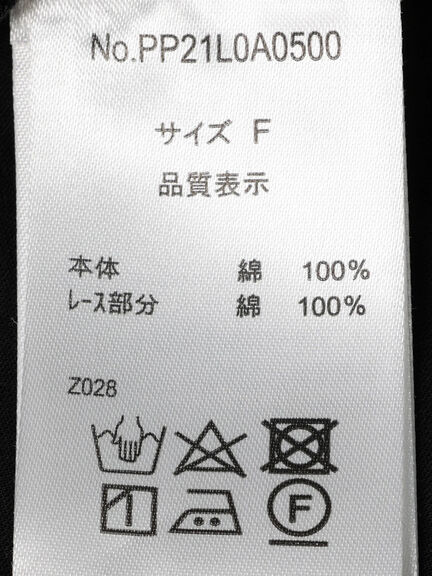 No.PP21L0A0500
サイズ F
品質表示
本体 綿 100%
レース部分 綿 100%
Z028
F